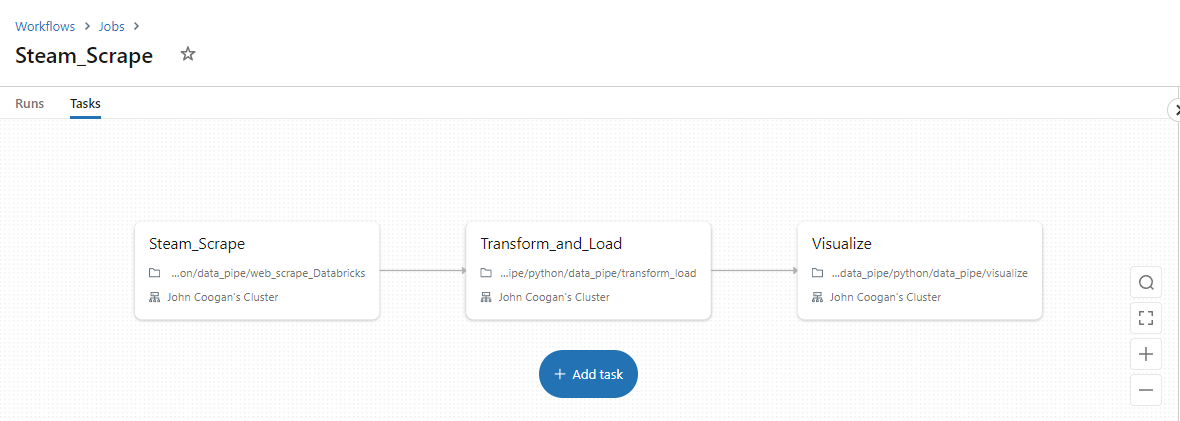 Workflows > Jobs >
Steam_Scrape
Runs Tasks
Steam_Scrape
...on/data_pipe/web_scrape_Databricks
John Coogan's Cluster
Transform_and_Load
...ipe/python/data_pipe/transform_load
John Coogan's Cluster
Visualize
...data_pipe/python/data_pipe/visualize
John Coogan's Cluster
+ Add task